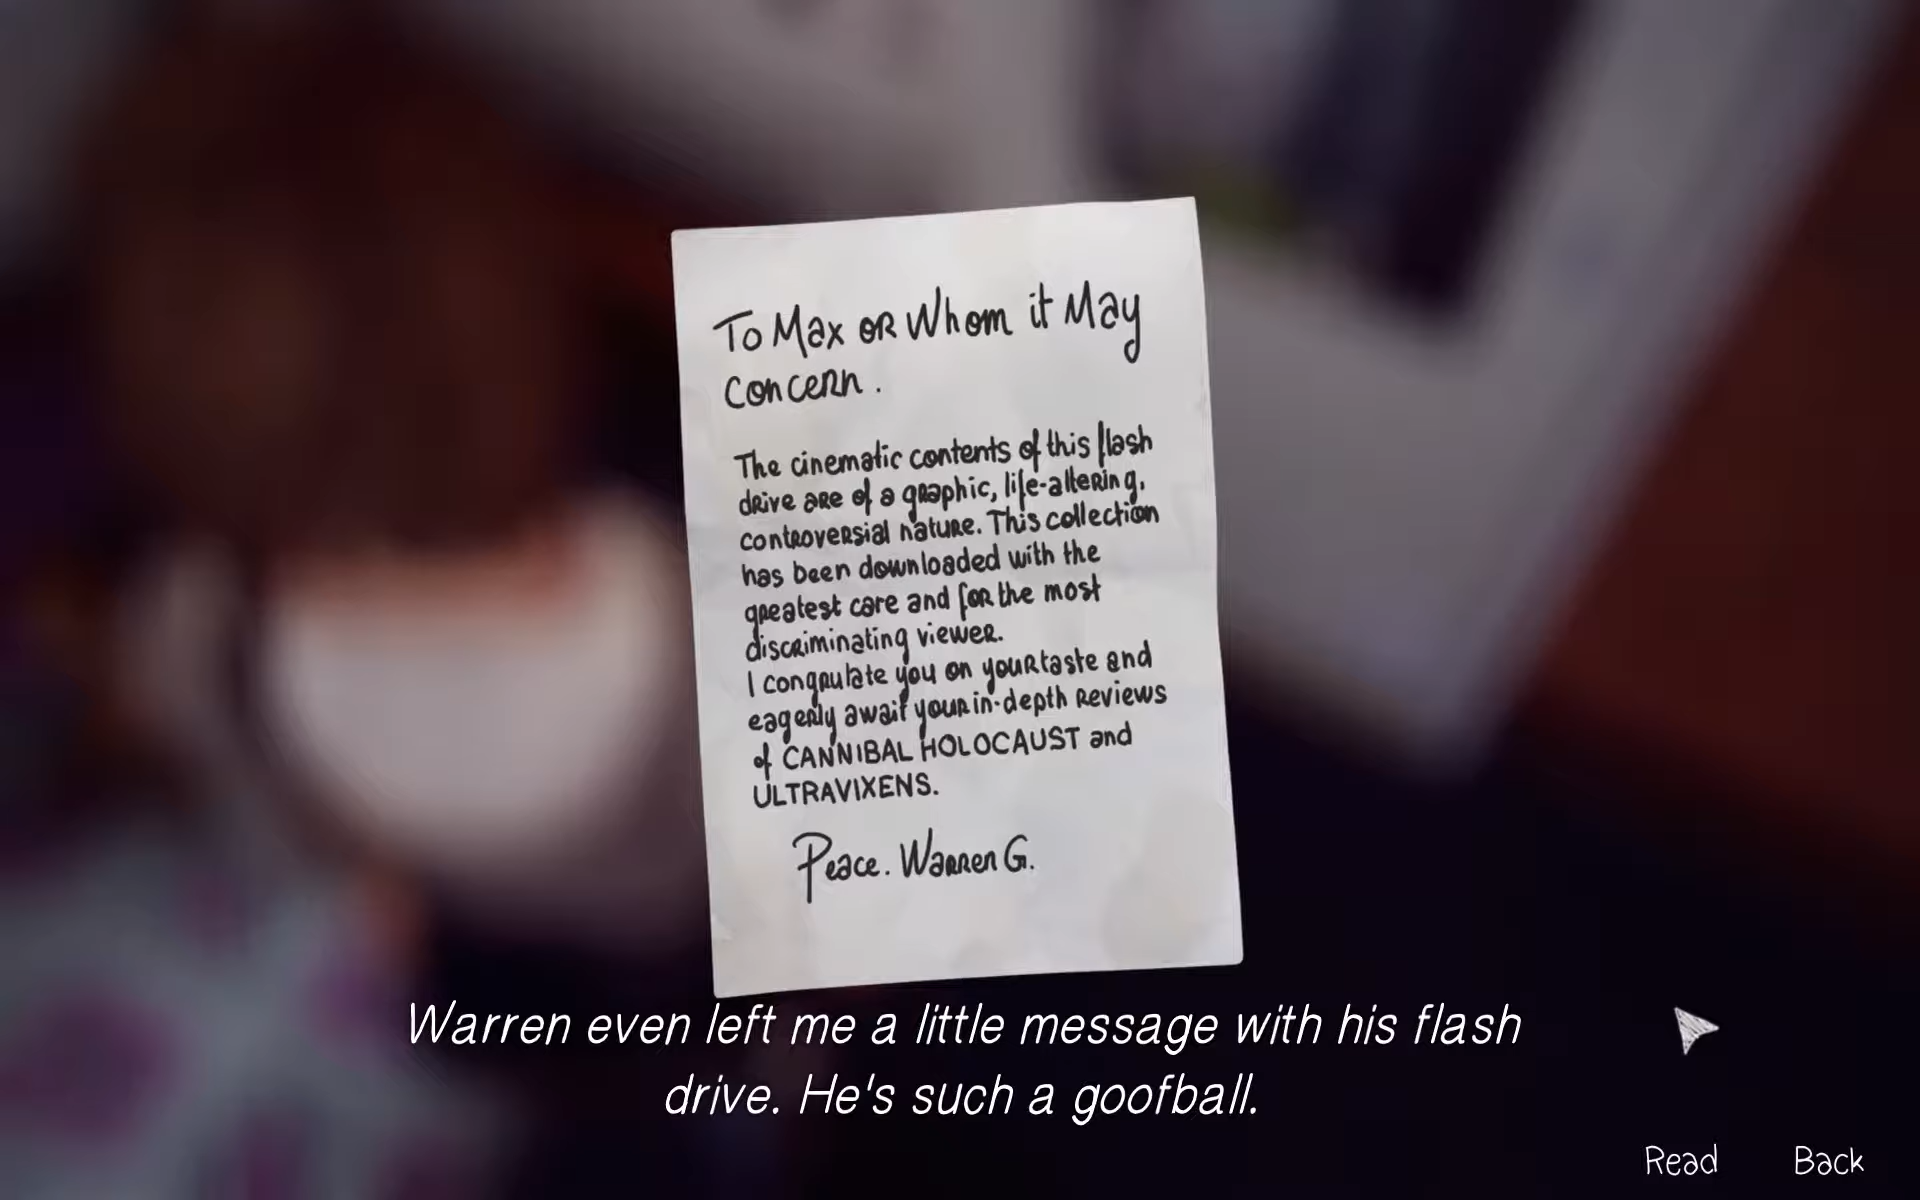 To Max or Whom it May
Concern.
The cinematic contents of this flash
drive are of a graphic, life-altering,
controversial nature. This collection
has been downloaded with the
greatest care and for the most
discriminating viewer.
I congrulate you on your taste and
eagerly await your in-depth reviews
of CANNIBAL HOLOCAUST and
ULTRAVIXENS.
Peace. Warren G.
Warren even left me a little message with his flash
drive. He's such a goofball.
Read Back